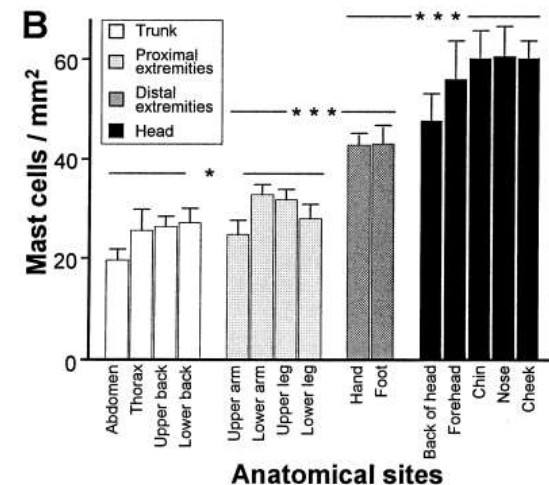 B
Trunk
Proximal
extremities
Distal
extremities
Head
* * *
* * *
*
Mast cells / mm²
60
40
20
0
Abdomen
Thorax
Upper back
Lower back
Upper arm
Lower arm
Upper leg
Lower leg
Hand
Foot
Back of head
Forehead
Chin
Nose
Cheek
Anatomical sites